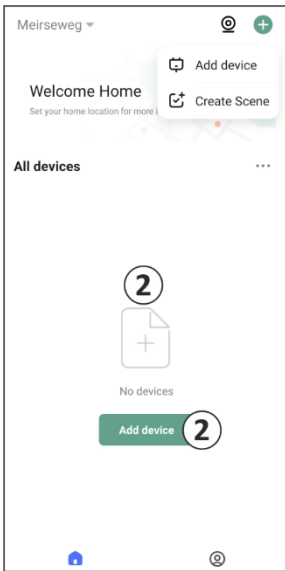 Meirseweg
Add device
Create Scene
Welcome Home
Set your home location for more i
All devices
2
No devices
Add device 2